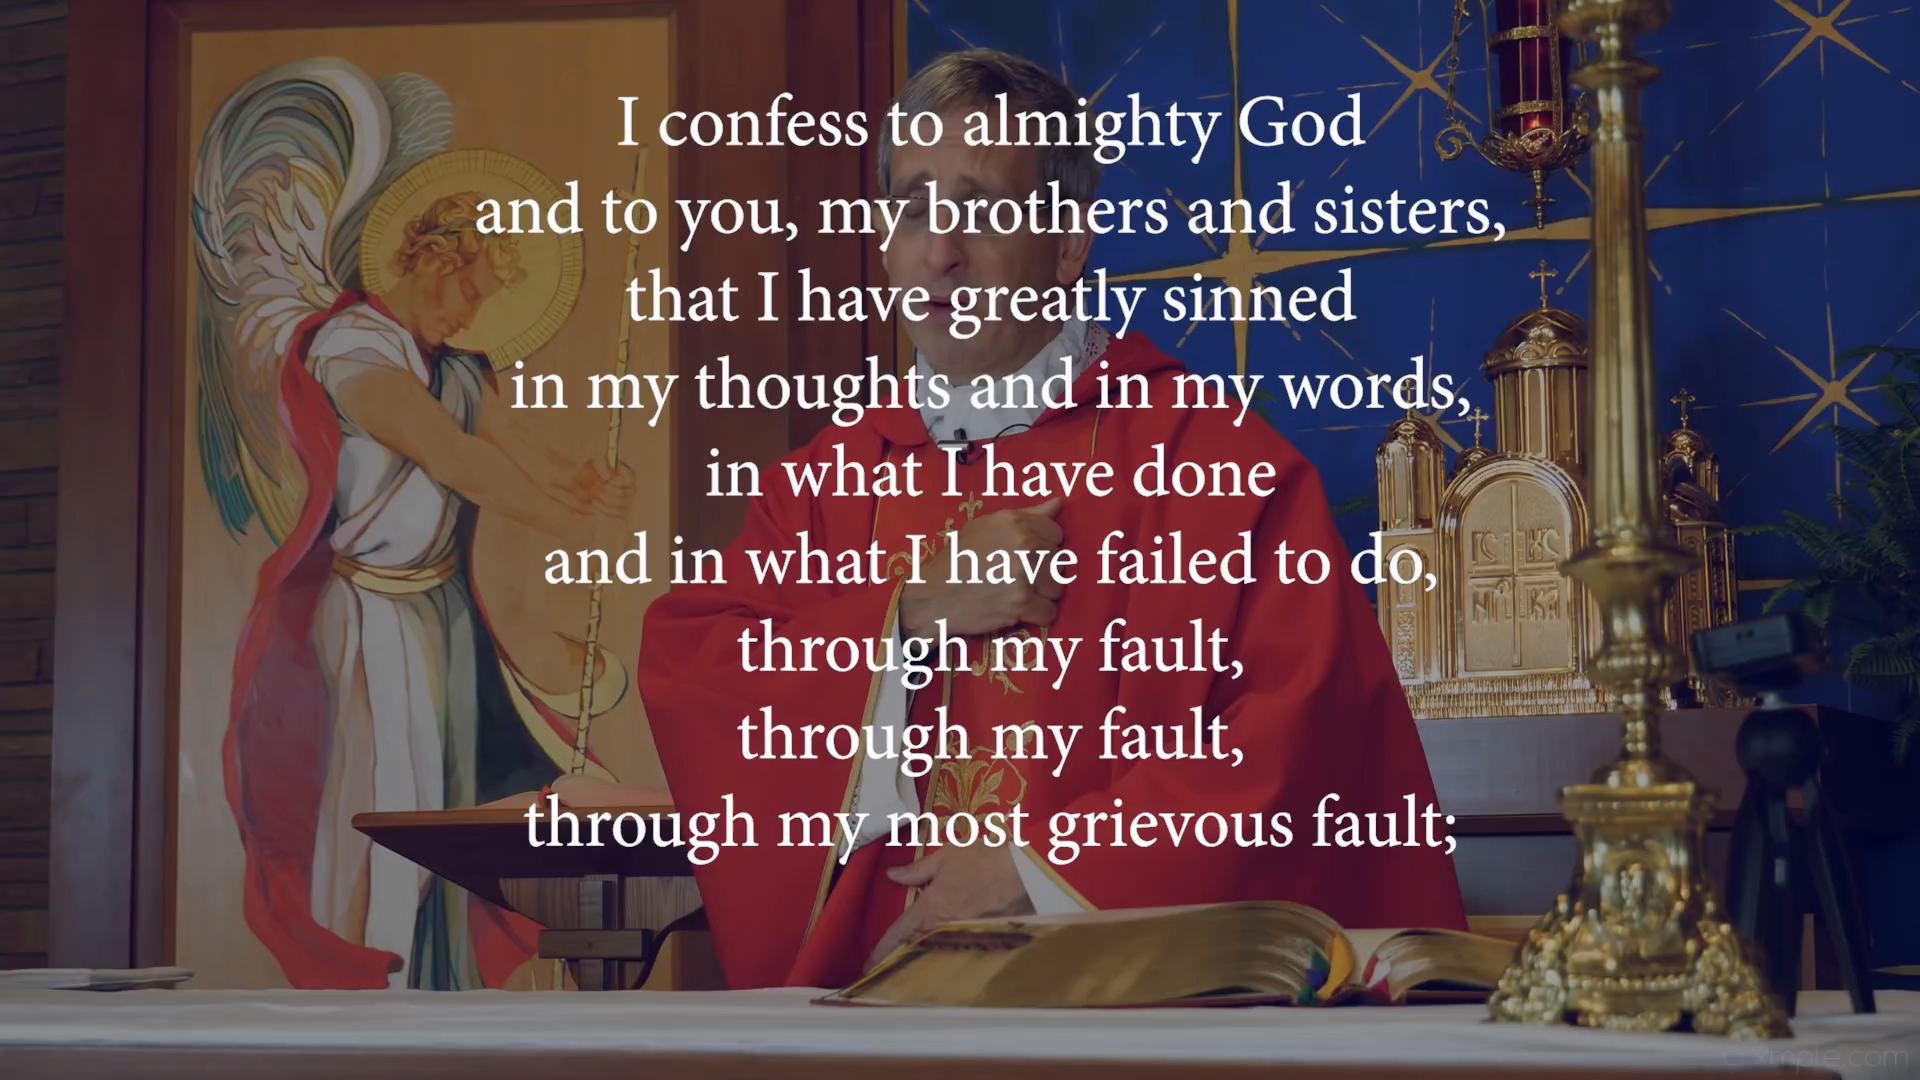 I confess to almighty God
and to you, my brothers and sisters,
that I have greatly sinned
in my thoughts and in my words,
in what I have done
and in what I have failed to do,
through my fault,
through my fault,
through my most grievous fault;